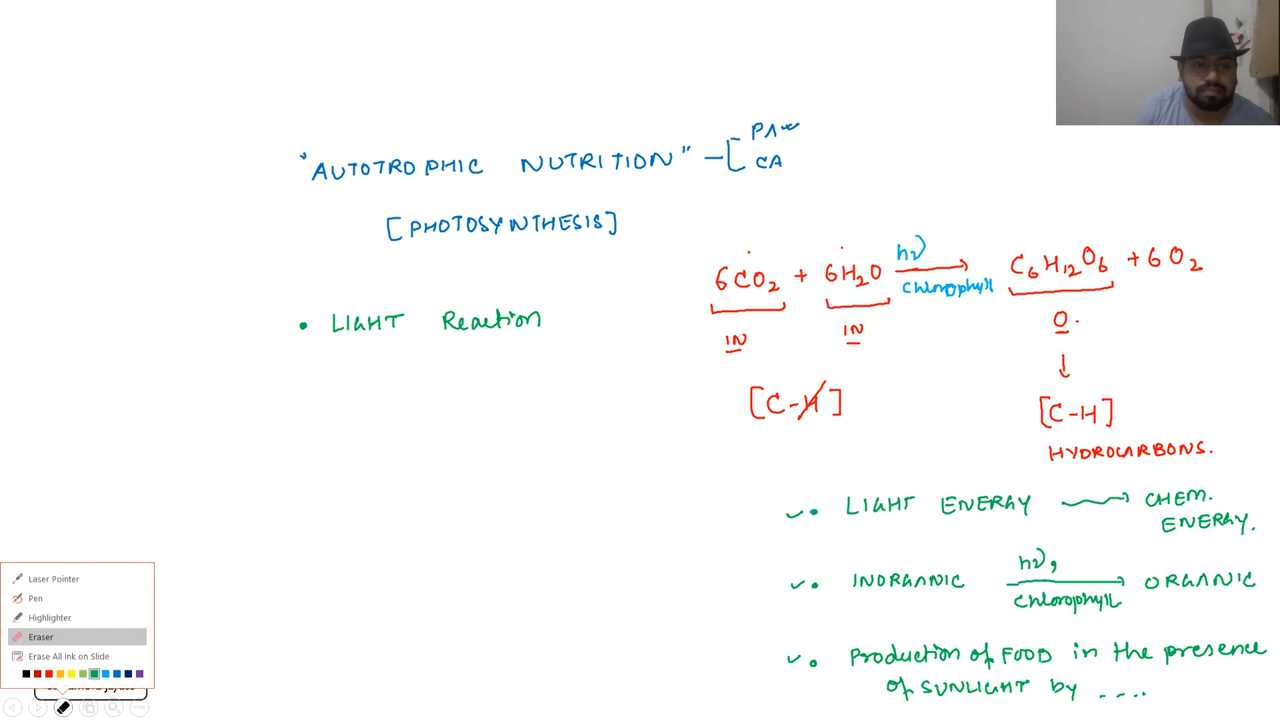 "AUTOTROPHIC NUTRITION" — [ PA
CA
[PHOTOSYNTHESIS]
6CO2 + 6H2O hν → Chlorophyll C6H12O6 + 6O2
IN IN O.
↓
• LIGHT Reaction
[C-H] [C-H]
HYDROCARBONS.
• LIGHT ENERGY → CHEM. ENERGY.
• INORGANIC hν, → Chlorophyll ORGANIC
• Production of FOOD in the presence
of SUNLIGHT by ----
Laser Pointer
Pen
Highlighter
Eraser
Erase All Ink on Slide